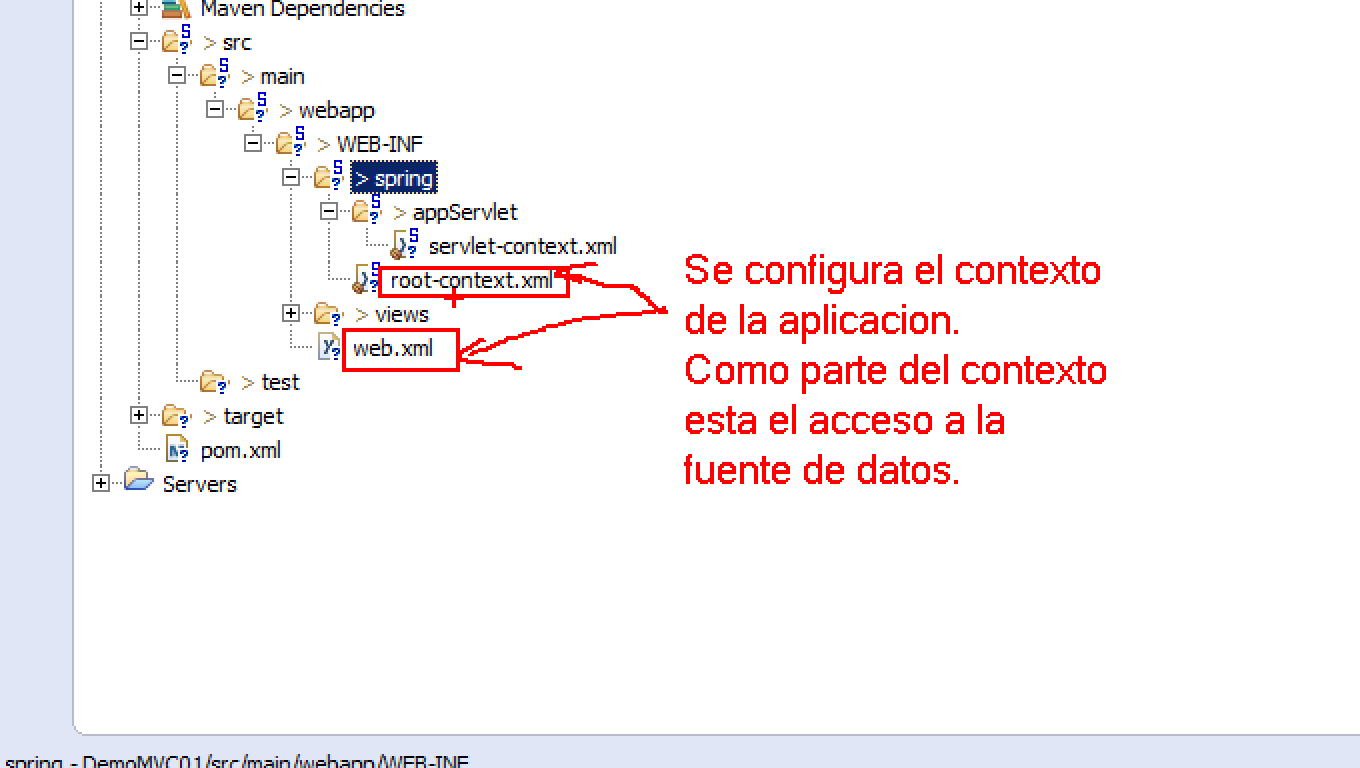 Maven Dependencies
> src
> main
> webapp
> WEB-INF
> spring
> appServlet
servlet-context.xml
root-context.xml
> views
web.xml
> test
> target
pom.xml
Servers
Se configura el contexto
de la aplicacion.
Como parte del contexto
esta el acceso a la
fuente de datos.
spring - DemoMVC01/src/main/webapp/WEB-INF